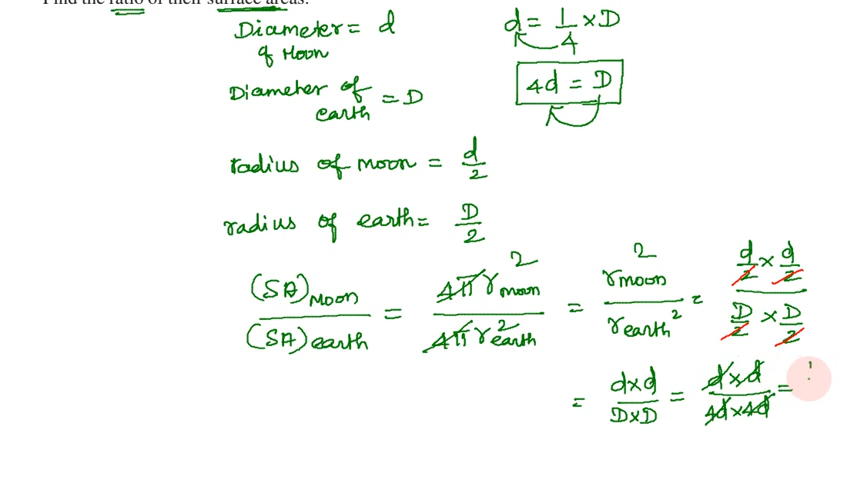 Find the ratio of their surface areas.
Diameter of Moon = d
d = 1/4 × D
Diameter of earth = D
4d = D
radius of moon = d/2
radius of earth = D/2
(SA)Moon / (SA)earth = 4π r²moon / 4π r²earth = r²moon / r earth² = (d/2 × d/2) / (D/2 × D/2)
= d×d / D×D = d×d / 4d×4d = 1